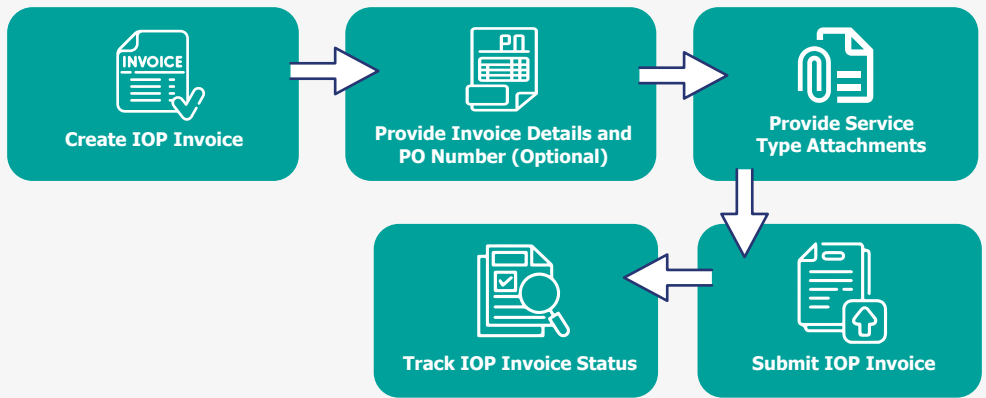 INVOICE
Create IOP Invoice
PO
Provide Invoice Details and
PO Number (Optional)
Provide Service
Type Attachments
Track IOP Invoice Status
Submit IOP Invoice